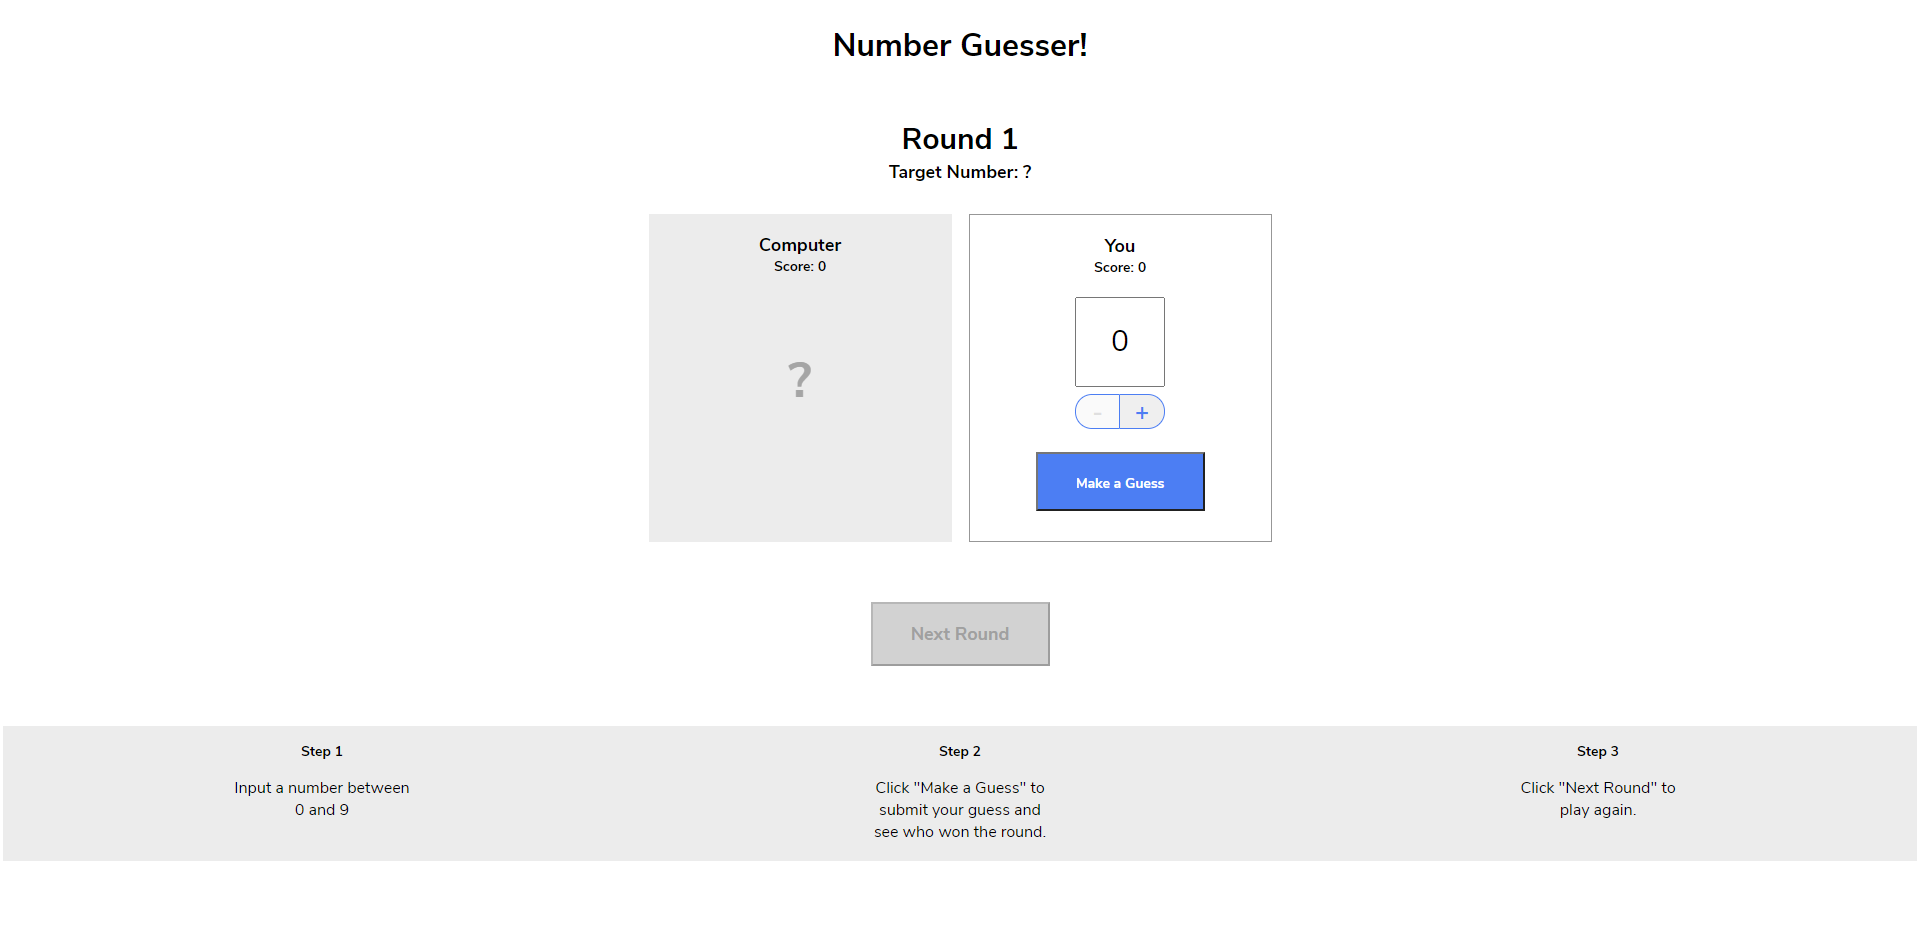 Number Guesser!
Round 1
Target Number: ?
Computer
Score: 0
?
You
Score: 0
0
- +
Make a Guess
Next Round
Step 1
Input a number between
0 and 9
Step 2
Click "Make a Guess" to
submit your guess and
see who won the round.
Step 3
Click "Next Round" to
play again.